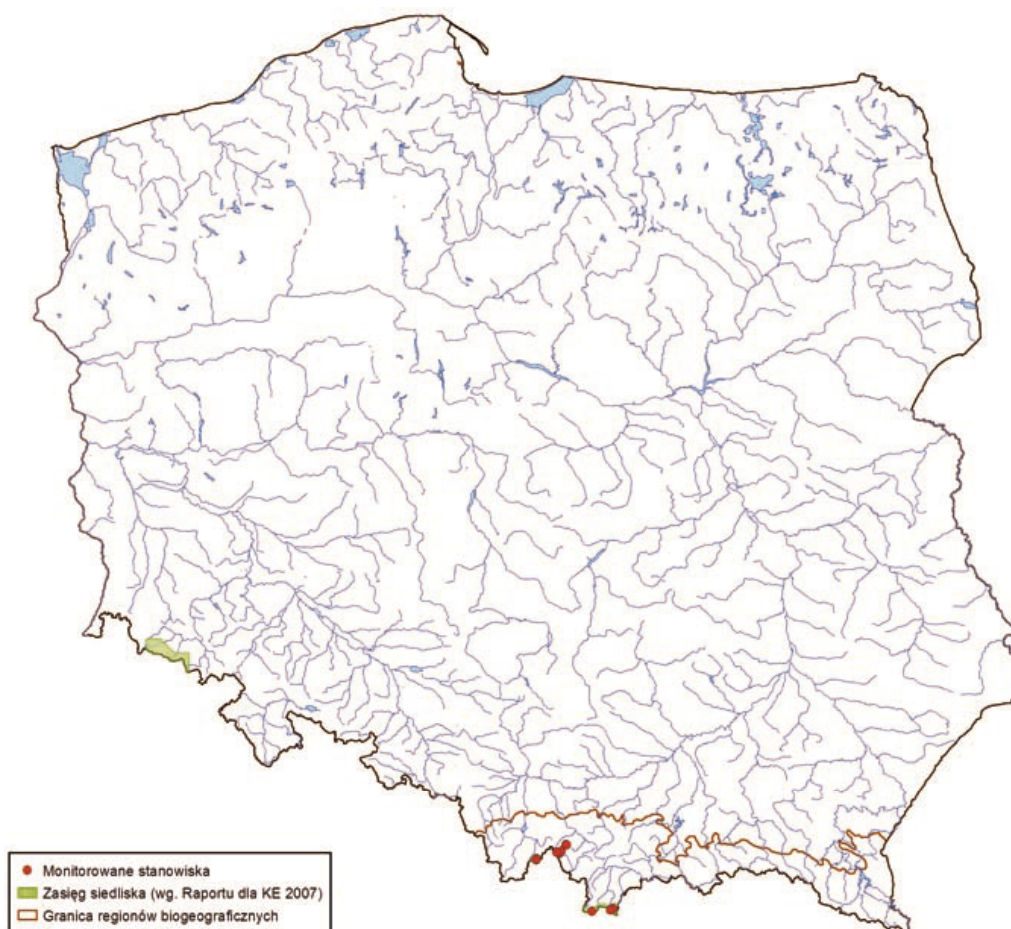 Monitorowane stanowiska
Zasięg siedliska (wg. Raportu dla KE 2007)
Granica regionów biogeograficznych